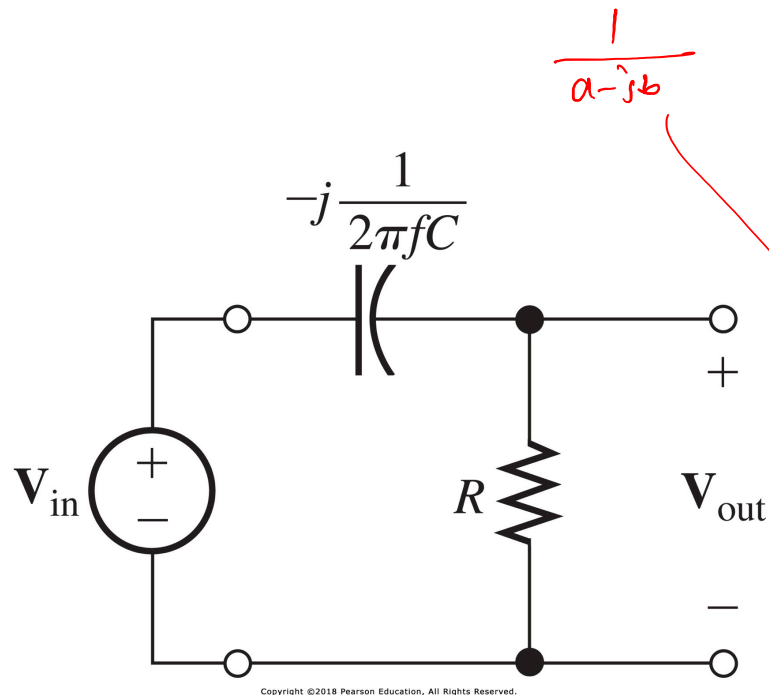 1
a-jb
-j 1
2πfC
+
+
V_in
−
R
V_out
−
Copyright ©2018 Pearson Education, All Rights Reserved.